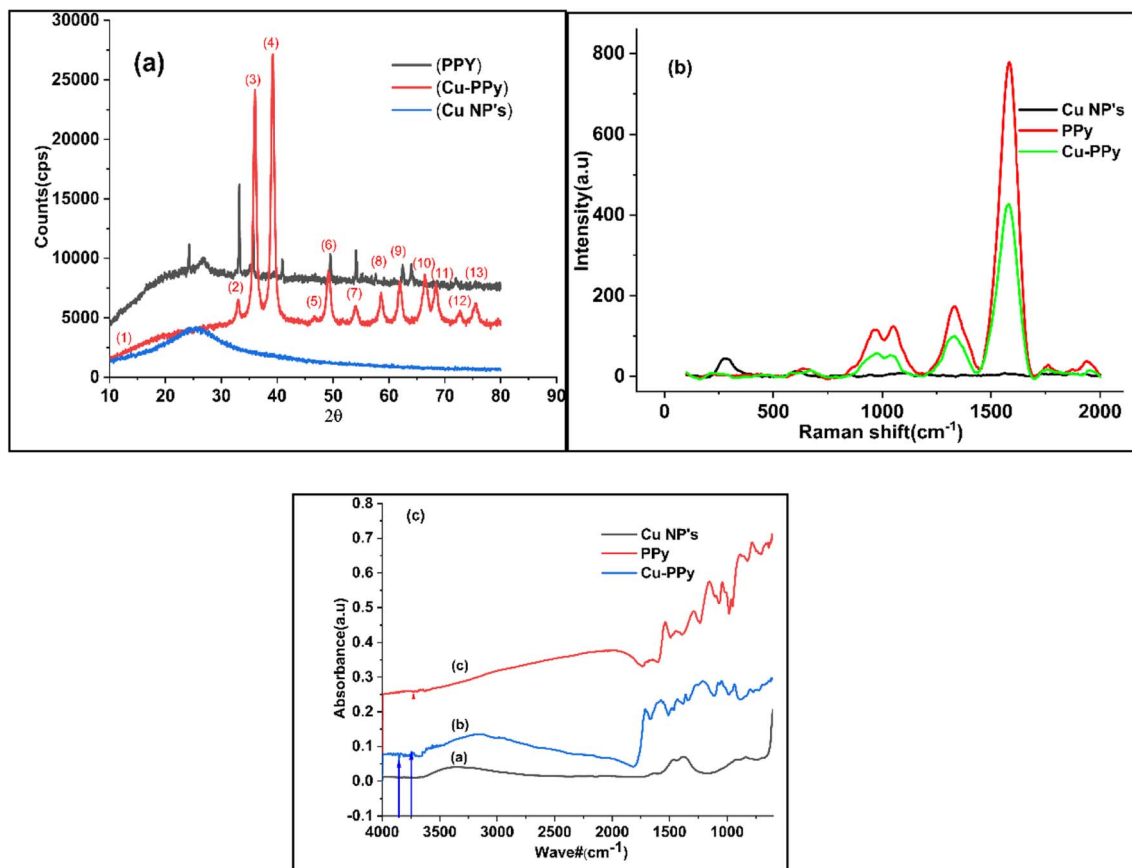 (a)
30000
25000
20000
15000
10000
5000
0
Counts(cps)
10 20 30 40 50 60 70 80 90
2θ
(PPY)
(Cu-PPy)
(Cu NP's)
(1)
(2)
(3)
(4)
(5)
(6)
(7)
(8)
(9)
(10)
(11)
(12)
(13)
(b)
800
600
400
200
0
Intensity(a.u)
0 500 1000 1500 2000
Raman shift(cm-1)
Cu NP's
PPy
Cu-PPy
(c)
0.8
0.7
0.6
0.5
0.4
0.3
0.2
0.1
0.0
-0.1
Absorbance(a.u)
4000 3500 3000 2500 2000 1500 1000
Wave#(cm-1)
Cu NP's
PPy
Cu-PPy
(c)
(b)
(a)